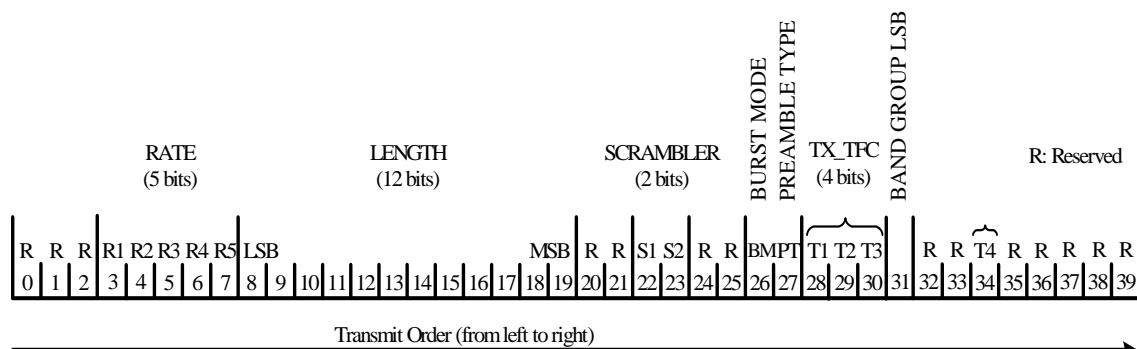 BURST MODE
PREAMBLE TYPE
BAND GROUP LSB
RATE
(5 bits)
LENGTH
(12 bits)
SCRAMBLER
(2 bits)
TX_TFC
(4 bits)
R: Reserved
R R R R1 R2 R3 R4 R5 LSB MSB R R S1 S2 R R BM PT T1 T2 T3 R R T4 R R R R R
0 1 2 3 4 5 6 7 8 9 10 11 12 13 14 15 16 17 18 19 20 21 22 23 24 25 26 27 28 29 30 31 32 33 34 35 36 37 38 39
Transmit Order (from left to right)